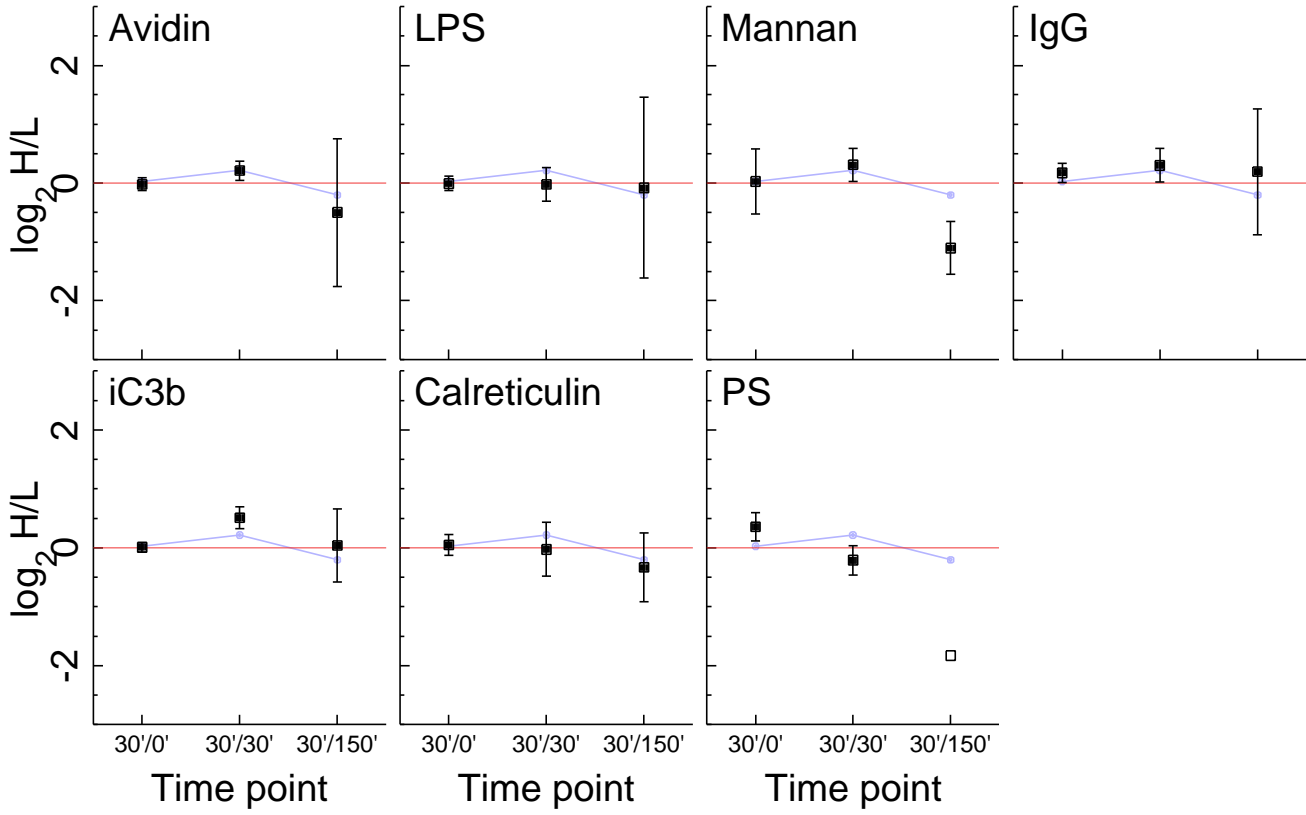 Avidin LPS Mannan IgG
2
0
-2
log2 H/L
iC3b Calreticulin PS
2
0
-2
log2 H/L
30'/0' 30'/30' 30'/150' 30'/0' 30'/30' 30'/150' 30'/0' 30'/30' 30'/150'
Time point Time point Time point